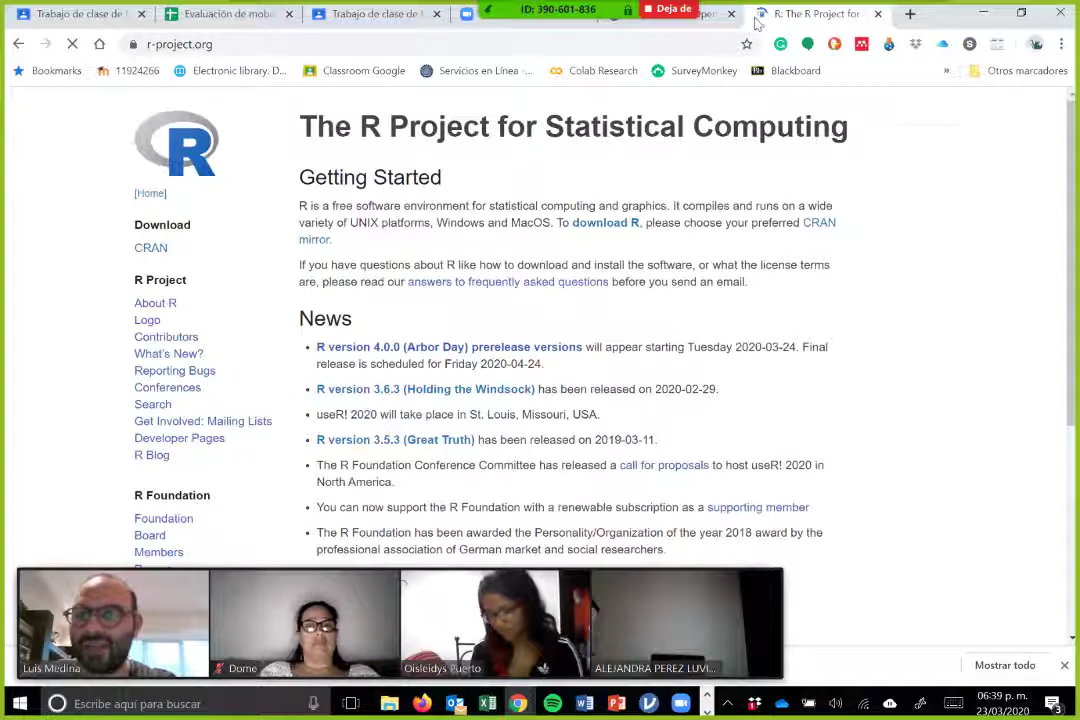 Trabajo de clase de
Evaluación de mobi
Trabajo de clase de M
ID: 390-601-836
Deja de
R: The R Project for
r-project.org
Bookmarks
11924266
Electronic library. D...
Classroom Google
Servicios en Línea -...
Colab Research
SurveyMonkey
Blackboard
»
Otros marcadores
R
[Home]
Download
CRAN
R Project
About R
Logo
Contributors
What's New?
Reporting Bugs
Conferences
Search
Get Involved: Mailing Lists
Developer Pages
R Blog
R Foundation
Foundation
Board
Members
The R Project for Statistical Computing
Getting Started
R is a free software environment for statistical computing and graphics. It compiles and runs on a wide
variety of UNIX platforms, Windows and MacOS. To download R, please choose your preferred CRAN
mirror.
If you have questions about R like how to download and install the software, or what the license terms
are, please read our answers to frequently asked questions before you send an email.
News
• R version 4.0.0 (Arbor Day) prerelease versions will appear starting Tuesday 2020-03-24. Final
release is scheduled for Friday 2020-04-24.
• R version 3.6.3 (Holding the Windsock) has been released on 2020-02-29.
• useR! 2020 will take place in St. Louis, Missouri, USA.
• R version 3.5.3 (Great Truth) has been released on 2019-03-11.
• The R Foundation Conference Committee has released a call for proposals to host useR! 2020 in
North America.
• You can now support the R Foundation with a renewable subscription as a supporting member
• The R Foundation has been awarded the Personality/Organization of the year 2018 award by the
professional association of German market and social researchers.
Luis Medina
Dome
Oisleidys Puerto
ALEJANDRA PEREZ LUVI...
Mostrar todo
Escribe aquí para buscar
06:39 p. m.
23/03/2020
3